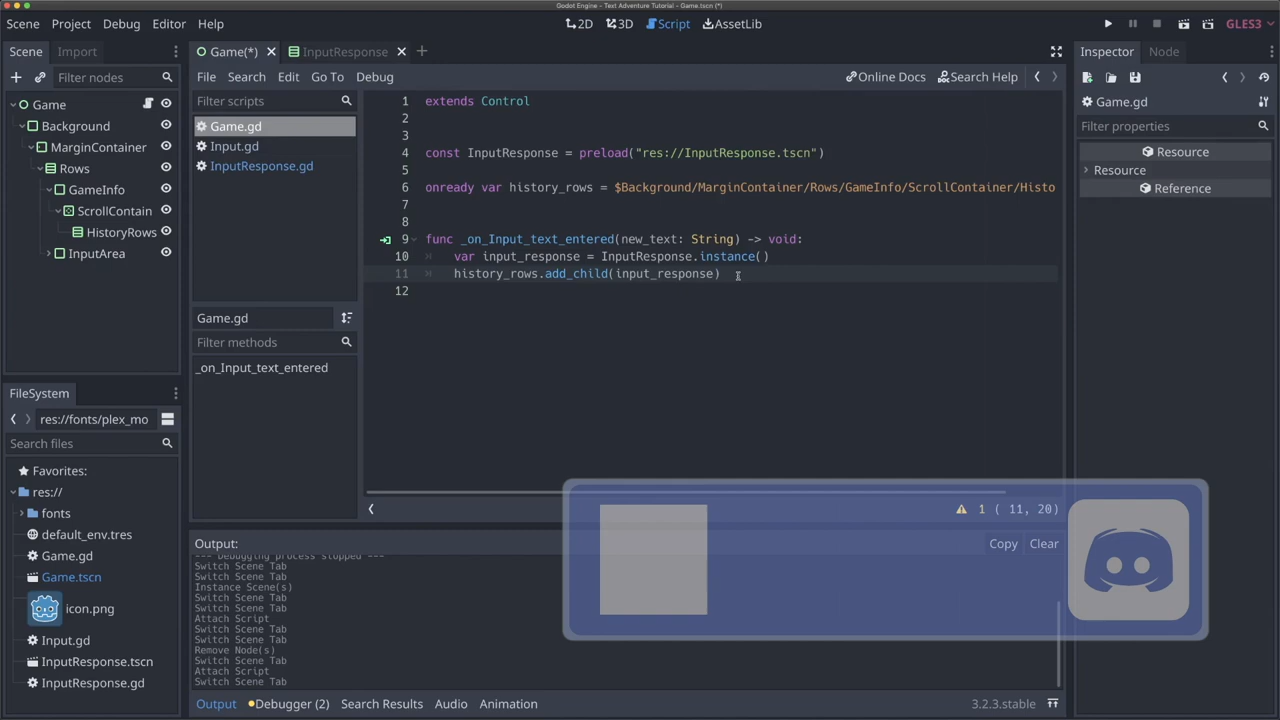 Godot Engine - Text Adventure Tutorial - Game.tscn (*)
Scene Project Debug Editor Help
2D 3D Script AssetLib
GLES3
Scene Import
Filter nodes
Game
Background
MarginContainer
Rows
GameInfo
ScrollContain
HistoryRows
InputArea
FileSystem
res://fonts/plex_mo
Search files
Favorites:
res://
fonts
default_env.tres
Game.gd
Game.tscn
icon.png
Input.gd
InputResponse.tscn
InputResponse.gd
Game(*) InputResponse
File Search Edit Go To Debug
Online Docs Search Help
Filter scripts
Game.gd
Input.gd
InputResponse.gd
Game.gd
Filter methods
_on_Input_text_entered
1 extends Control
2
3
4 const InputResponse = preload("res://InputResponse.tscn")
5
6 onready var history_rows = $Background/MarginContainer/Rows/GameInfo/ScrollContainer/Histo
7
8
9 func _on_Input_text_entered(new_text: String) -> void:
10 var input_response = InputResponse.instance()
11 history_rows.add_child(input_response)
12
1 ( 11, 20)
Output:
Copy Clear
--- Debugging process stopped ---
Switch Scene Tab
Switch Scene Tab
Instance Scene(s)
Switch Scene Tab
Switch Scene Tab
Attach Script
Switch Scene Tab
Switch Scene Tab
Remove Node(s)
Switch Scene Tab
Attach Script
Switch Scene Tab
Output Debugger (2) Search Results Audio Animation
3.2.3.stable
Inspector Node
Game.gd
Filter properties
Resource
Resource
Reference